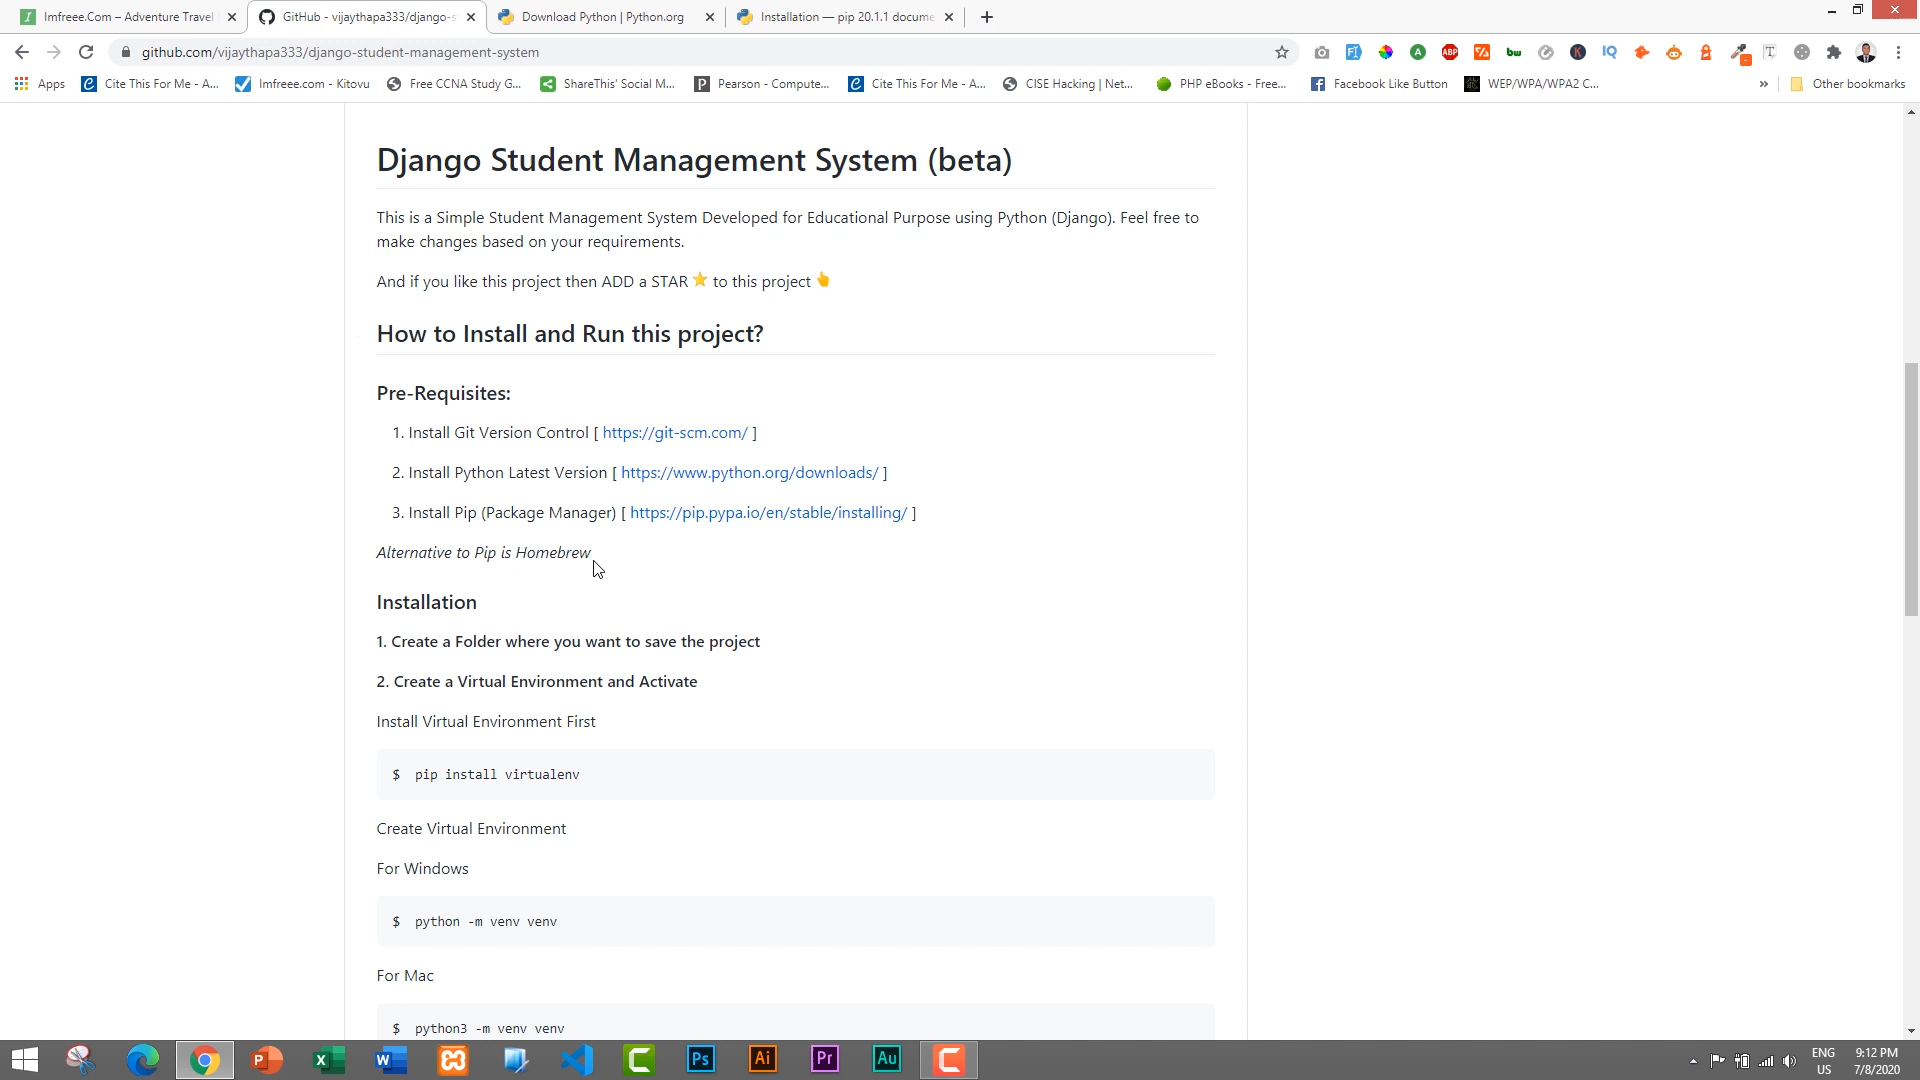 Imfreee.Com – Adventure Travel
GitHub - vijaythapa333/django-s
Download Python | Python.org
Installation — pip 20.1.1 docume
github.com/vijaythapa333/django-student-management-system
Apps
Cite This For Me - A...
Imfreee.com - Kitovu
Free CCNA Study G...
ShareThis' Social M...
Pearson - Compute...
Cite This For Me - A...
CISE Hacking | Net...
PHP eBooks - Free...
Facebook Like Button
WEP/WPA/WPA2 C...
Other bookmarks
Django Student Management System (beta)
This is a Simple Student Management System Developed for Educational Purpose using Python (Django). Feel free to
make changes based on your requirements.
And if you like this project then ADD a STAR ⭐ to this project 👆
How to Install and Run this project?
Pre-Requisites:
1. Install Git Version Control [ https://git-scm.com/ ]
2. Install Python Latest Version [ https://www.python.org/downloads/ ]
3. Install Pip (Package Manager) [ https://pip.pypa.io/en/stable/installing/ ]
Alternative to Pip is Homebrew
Installation
1. Create a Folder where you want to save the project
2. Create a Virtual Environment and Activate
Install Virtual Environment First
$ pip install virtualenv
Create Virtual Environment
For Windows
$ python -m venv venv
For Mac
$ python3 -m venv venv
ENG
US
9:12 PM
7/8/2020